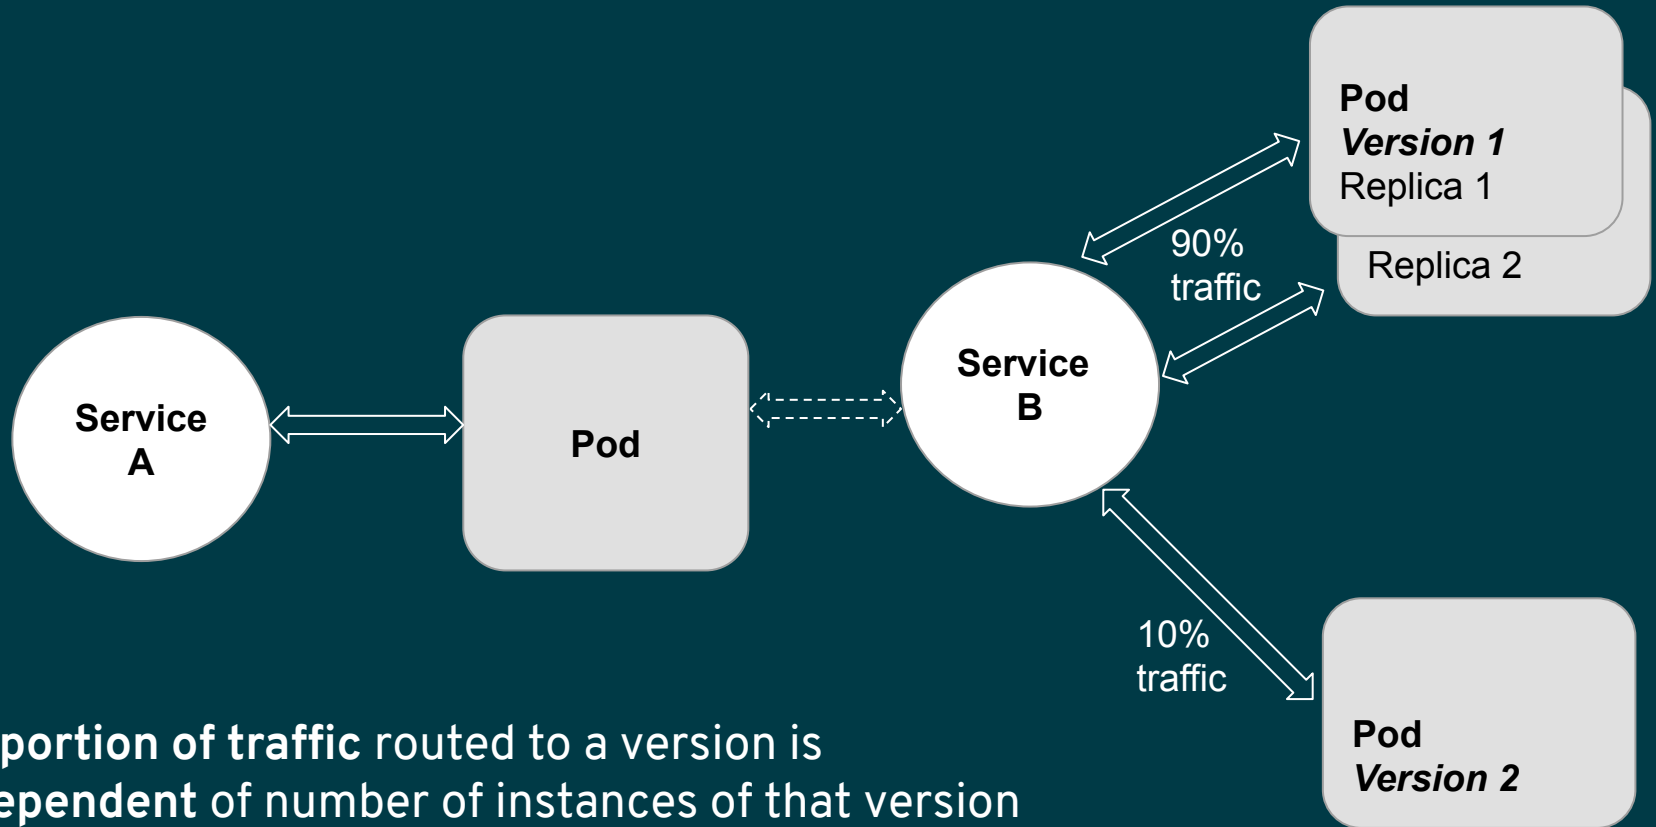 Service
A
Pod
Service
B
90%
traffic
Pod
Version 1
Replica 1
Replica 2
10%
traffic
Pod
Version 2
portion of traffic routed to a version is
ependent of number of instances of that version